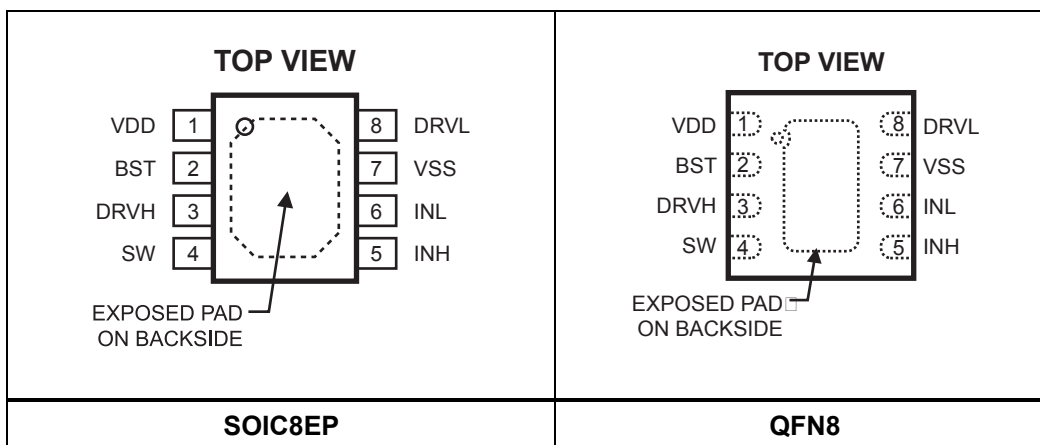 TOP VIEW
VDD 1 8 DRVL
BST 2 7 VSS
DRVH 3 6 INL
SW 4 5 INH
EXPOSED PAD
ON BACKSIDE
SOIC8EP
TOP VIEW
VDD 1 8 DRVL
BST 2 7 VSS
DRVH 3 6 INL
SW 4 5 INH
EXPOSED PAD□
ON BACKSIDE
QFN8